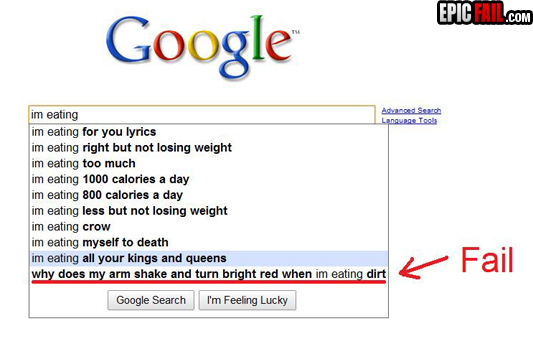 EPICFAIL.COM
Google™
im eating
Advanced Search
Language Tools
im eating for you lyrics
im eating right but not losing weight
im eating too much
im eating 1000 calories a day
im eating 800 calories a day
im eating less but not losing weight
im eating crow
im eating myself to death
im eating all your kings and queens
why does my arm shake and turn bright red when im eating dirt
Fail
Google Search
I'm Feeling Lucky